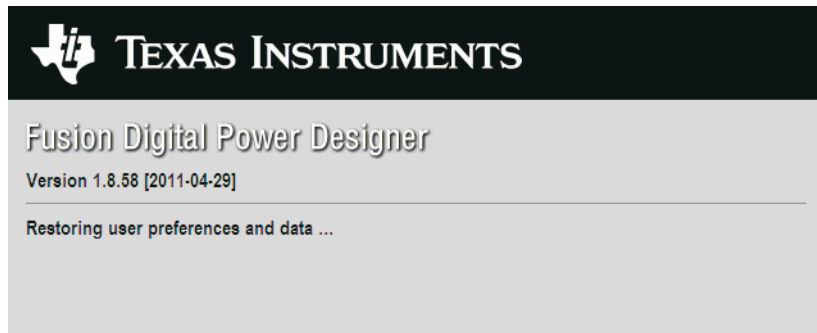 TEXAS INSTRUMENTS
Fusion Digital Power Designer
Version 1.8.58 [2011-04-29]
Restoring user preferences and data ...